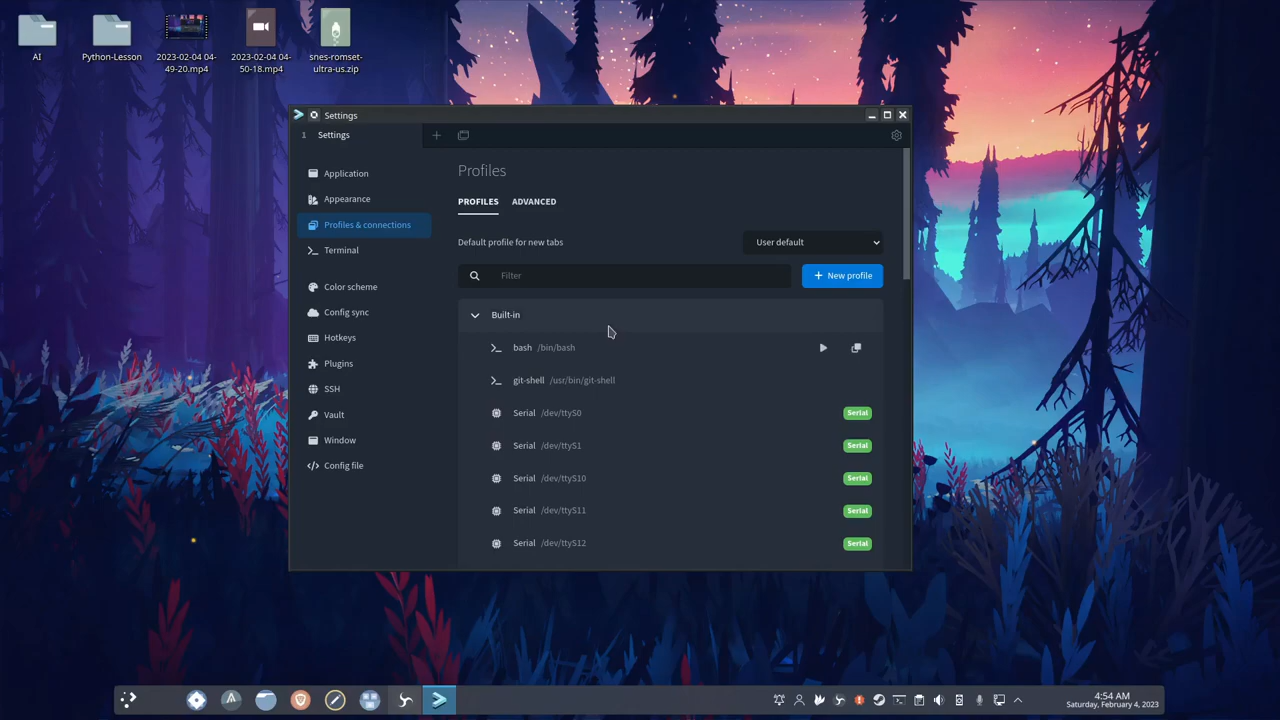 AI
Python-Lesson
2023-02-04 04-
49-20.mp4
2023-02-04 04-
50-18.mp4
snes-romset-
ultra-us.zip
Settings
1 Settings
Application
Appearance
Profiles & connections
Terminal
Color scheme
Config sync
Hotkeys
Plugins
SSH
Vault
Window
Config file
Profiles
PROFILES ADVANCED
Default profile for new tabs User default
Filter New profile
Built-in
bash /bin/bash
git-shell /usr/bin/git-shell
Serial /dev/ttyS0 Serial
Serial /dev/ttyS1 Serial
Serial /dev/ttyS10 Serial
Serial /dev/ttyS11 Serial
Serial /dev/ttyS12 Serial
4:54 AM
Saturday, February 4, 2023